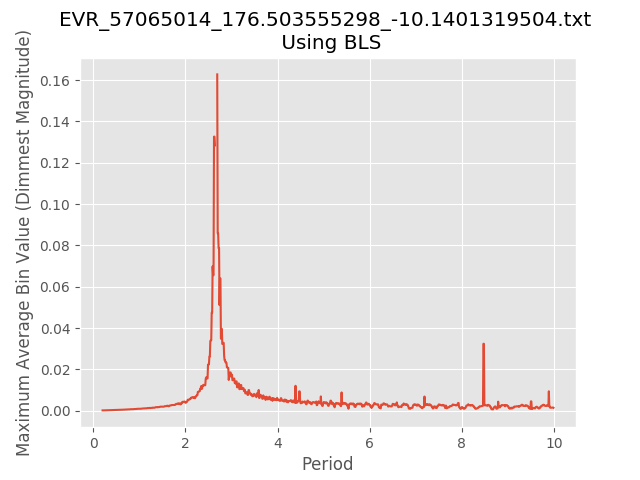 EVR_57065014_176.503555298_-10.1401319504.txt
Using BLS
Maximum Average Bin Value (Dimmest Magnitude)
0.16
0.14
0.12
0.10
0.08
0.06
0.04
0.02
0.00
0 2 4 6 8 10
Period